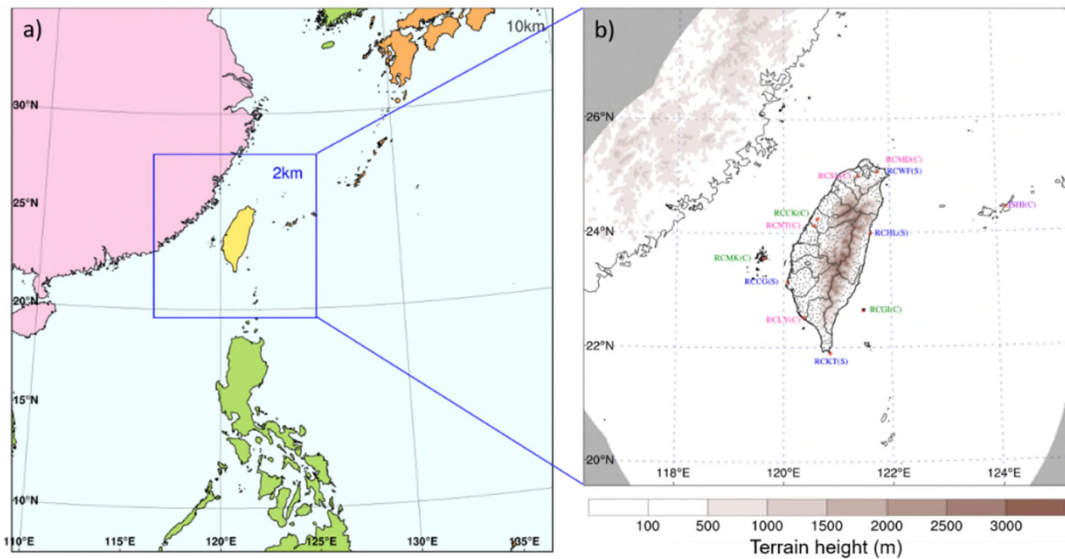 a)
10km
30°N
2km
25°N
20°N
15°N
10°N
110°E
115°E
120°E
125°E
130°E
135°E
b)
26°N
RCMD(C)
RCWF(S)
ISHI(C)
RCCK(C)
RCNT(C)
24°N
RCHL(S)
RCMK(C)
RCCG(S)
RCGI(C)
RCLY(C)
22°N
RCKT(S)
20°N
118°E
120°E
122°E
124°E
100
500
1000
1500
2000
2500
3000
Terrain height (m)